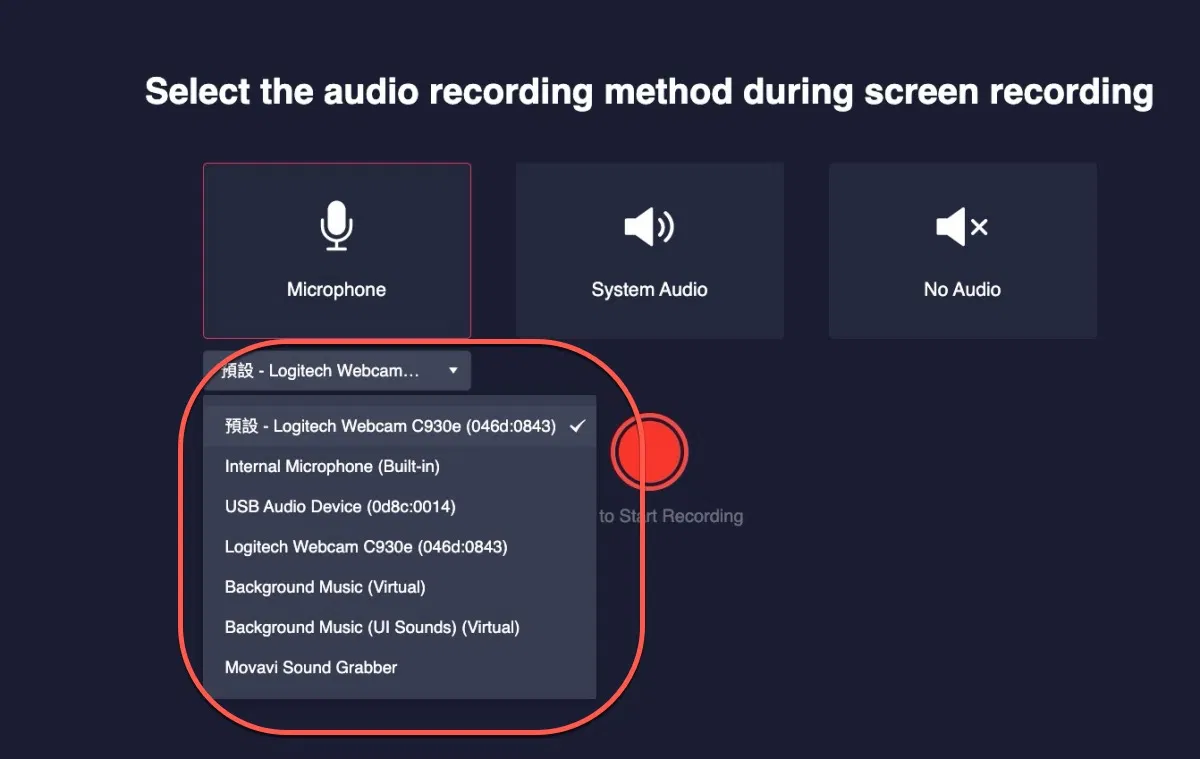 Select the audio recording method during screen recording
Microphone
System Audio
No Audio
預設 - Logitech Webcam...
預設 - Logitech Webcam C930e (046d:0843)
Internal Microphone (Built-in)
USB Audio Device (0d8c:0014)
Logitech Webcam C930e (046d:0843)
Background Music (Virtual)
Background Music (UI Sounds) (Virtual)
Movavi Sound Grabber
to Start Recording